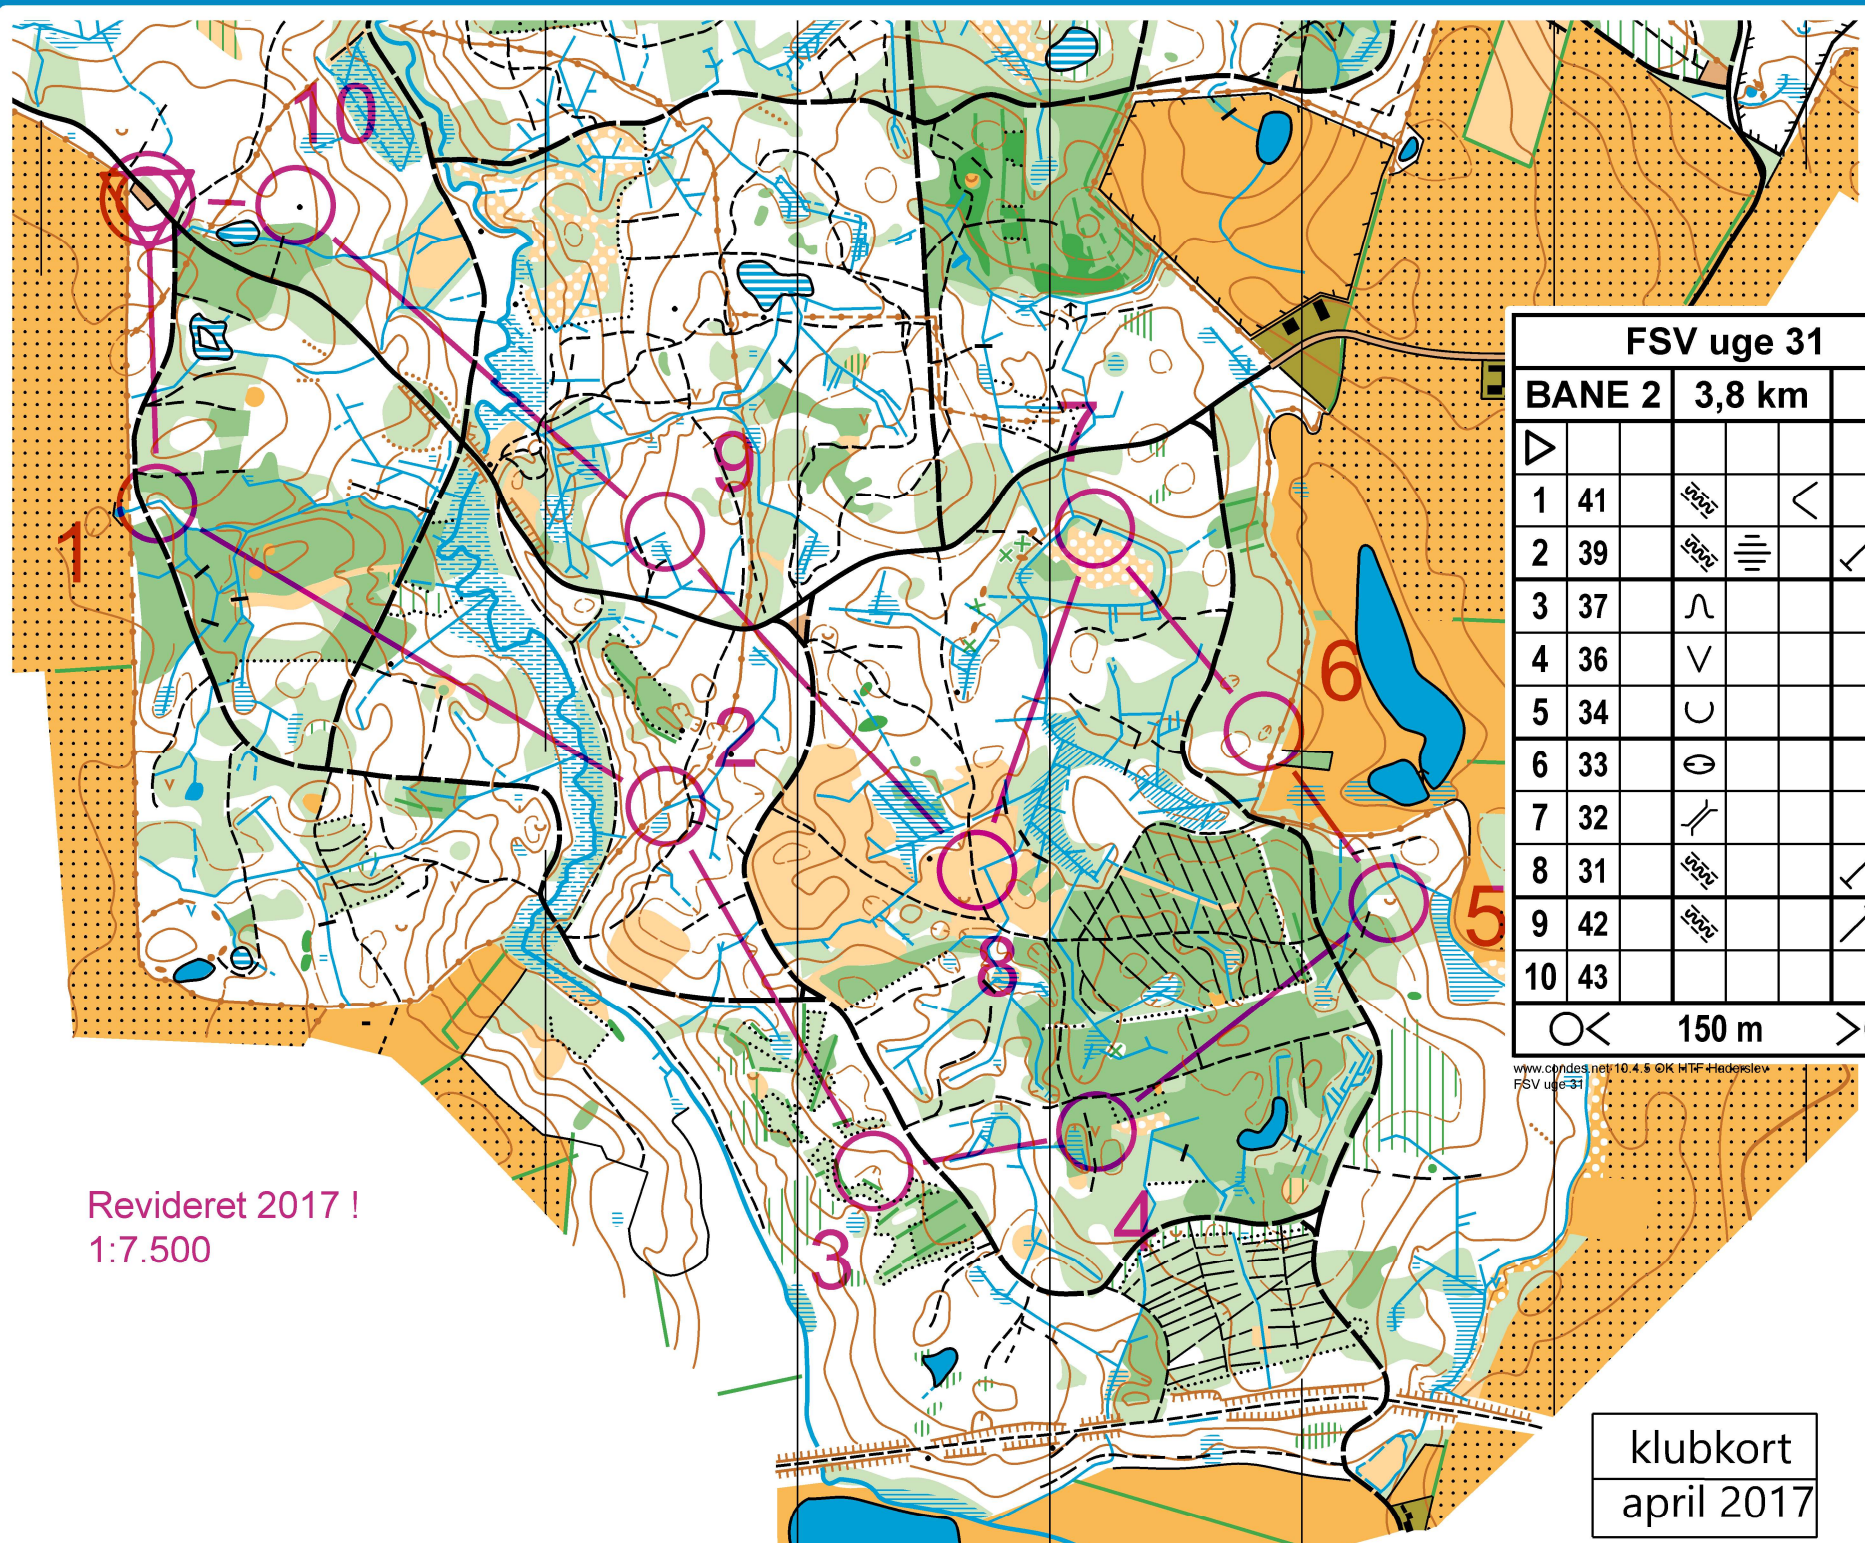 10
1
9
7
2
6
5
8
4
3
FSV uge 31
BANE 2 3,8 km
1 41
2 39
3 37
4 36
5 34
6 33
7 32
8 31
9 42
10 43
150 m
www.condes.net 10.4.5 OK HTF Haderslev
FSV uge 31
Revideret 2017 !
1:7.500
klubkort
april 2017